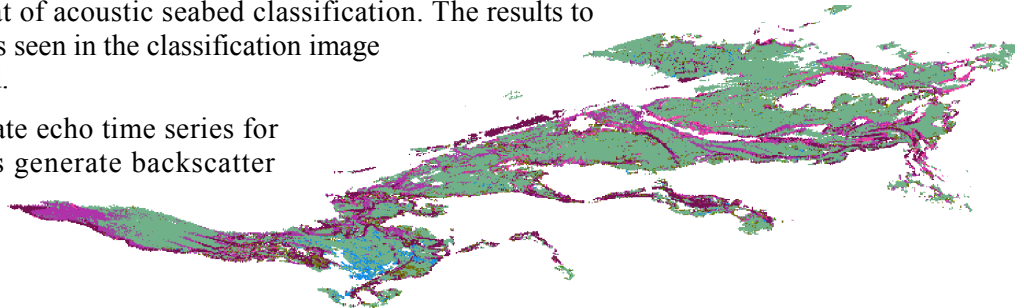 at of acoustic seabed classification. The results to
s seen in the classification image
ate echo time series for
s generate backscatter